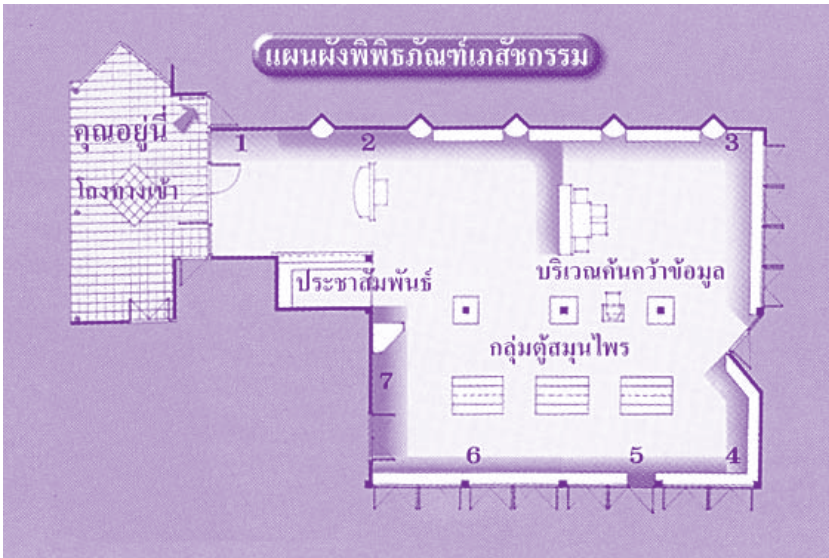 แผนผังพิพิธภัณฑ์เภสัชกรรม
คุณอยู่นี่
1
2
3
โถงทางเข้า
ประชาสัมพันธ์
บริเวณค้นคว้าข้อมูล
กลุ่มตู้สมุนไพร
7
6
5
4